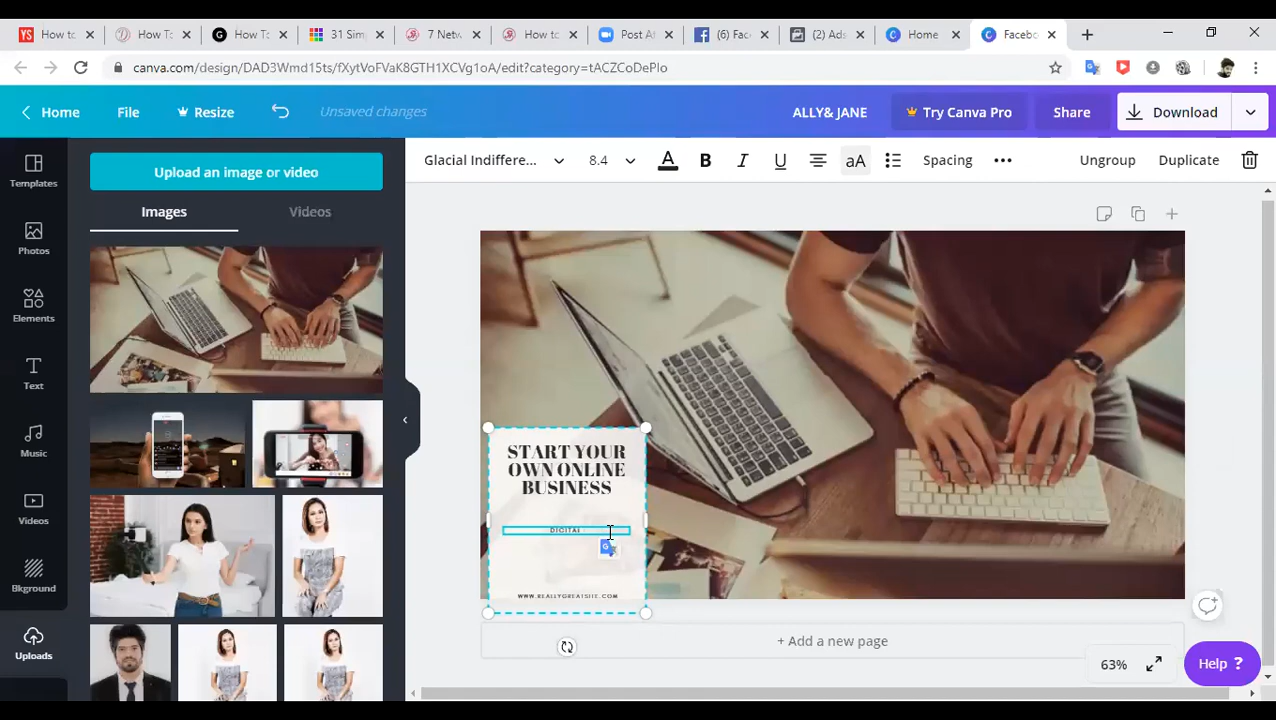 How to
How To
How To
31 Sim
7 Netw
How to
Post A
(6) Fac
(2) Ads
Home
Facebo
canva.com/design/DAD3Wmd15ts/fXytVoFVaK8GTH1XCVg1oA/edit?category=tACZCoDePlo
Home
File
Resize
Unsaved changes
ALLY& JANE
Try Canva Pro
Share
Download
Templates
Photos
Elements
Text
Music
Videos
Bkground
Uploads
Upload an image or video
Images
Videos
Glacial Indiffere...
8.4
A
B
I
U
aA
Spacing
Ungroup
Duplicate
START YOUR
OWN ONLINE
BUSINESS
DIGITAL
WWW.REALLYGREATSITE.COM
+ Add a new page
63%
Help ?